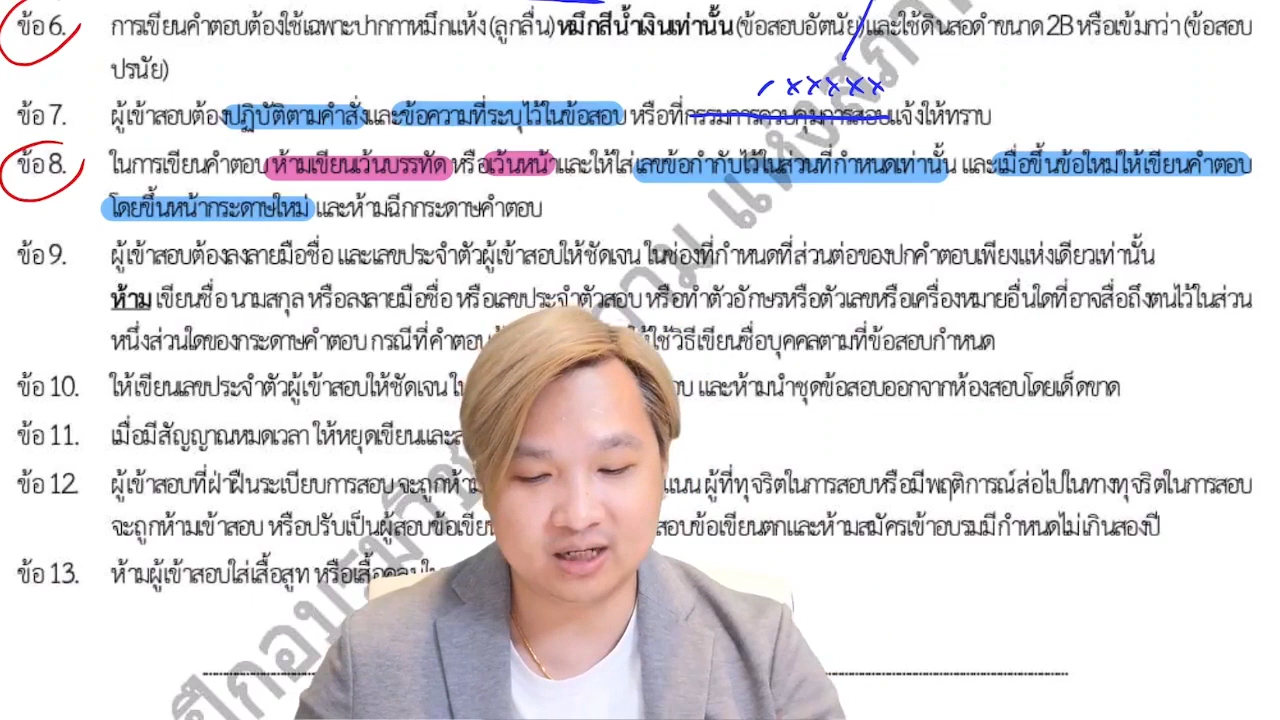 ข้อ 6. การเขียนคำตอบต้องใช้เฉพาะปากกาหมึกแห้ง (ลูกลื่น) หมึกสีน้ำเงินเท่านั้น (ข้อสอบอัตนัย) และใช้ดินสอดำขนาด 2B หรือเข้มกว่า (ข้อสอบ
ปรนัย)
ข้อ 7. ผู้เข้าสอบต้องปฏิบัติตามคำสั่งและข้อความที่ระบุไว้ในข้อสอบ หรือที่กรรมการควบคุมการสอบแจ้งให้ทราบ
ข้อ 8. ในการเขียนคำตอบ ห้ามเขียนเว้นบรรทัด หรือเว้นหน้า และให้ใส่เลขข้อกำกับไว้ในส่วนที่กำหนดเท่านั้น และเมื่อขึ้นข้อใหม่ให้เขียนคำตอบ
โดยขึ้นหน้ากระดาษใหม่ และห้ามฉีกกระดาษคำตอบ
ข้อ 9. ผู้เข้าสอบต้องลงลายมือชื่อ และเลขประจำตัวผู้เข้าสอบให้ชัดเจน ในช่องที่กำหนดที่ส่วนต่อของปกคำตอบเพียงแห่งเดียวเท่านั้น
ห้าม เขียนชื่อ นามสกุล หรือลงลายมือชื่อ หรือเลขประจำตัวสอบ หรือทำตัวอักษรหรือตัวเลขหรือเครื่องหมายอื่นใดที่อาจสื่อถึงตนไว้ในส่วน
หนึ่งส่วนใดของกระดาษคำตอบ กรณีที่คำตอบ ใช้วิธีเขียนชื่อบุคคลตามที่ข้อสอบกำหนด
ข้อ 10. ให้เขียนเลขประจำตัวผู้เข้าสอบให้ชัดเจน และห้ามนำชุดข้อสอบออกจากห้องสอบโดยเด็ดขาด
ข้อ 11. เมื่อมีสัญญาณหมดเวลา ให้หยุดเขียนและ
ข้อ 12. ผู้เข้าสอบที่ฝ่าฝืนระเบียบการสอบ จะถูกห้าม ผู้ที่ทุจริตในการสอบหรือมีพฤติการณ์ส่อไปในทางทุจริตในการสอบ
จะถูกห้ามเข้าสอบ หรือปรับเป็นผู้สอบข้อเขียน สอบข้อเขียนตกและห้ามสมัครเข้าอบรมมีกำหนดไม่เกินสองปี
ข้อ 13. ห้ามผู้เข้าสอบใส่เสื้อสูท หรือเสื้อคลุม